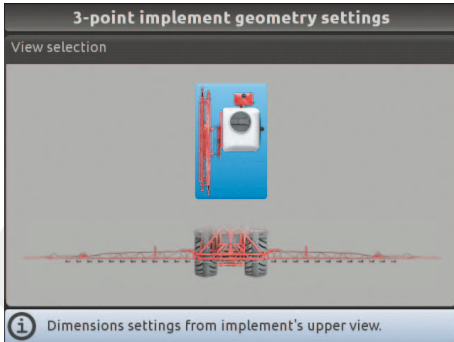 3-point implement geometry settings
View selection
Dimensions settings from implement's upper view.